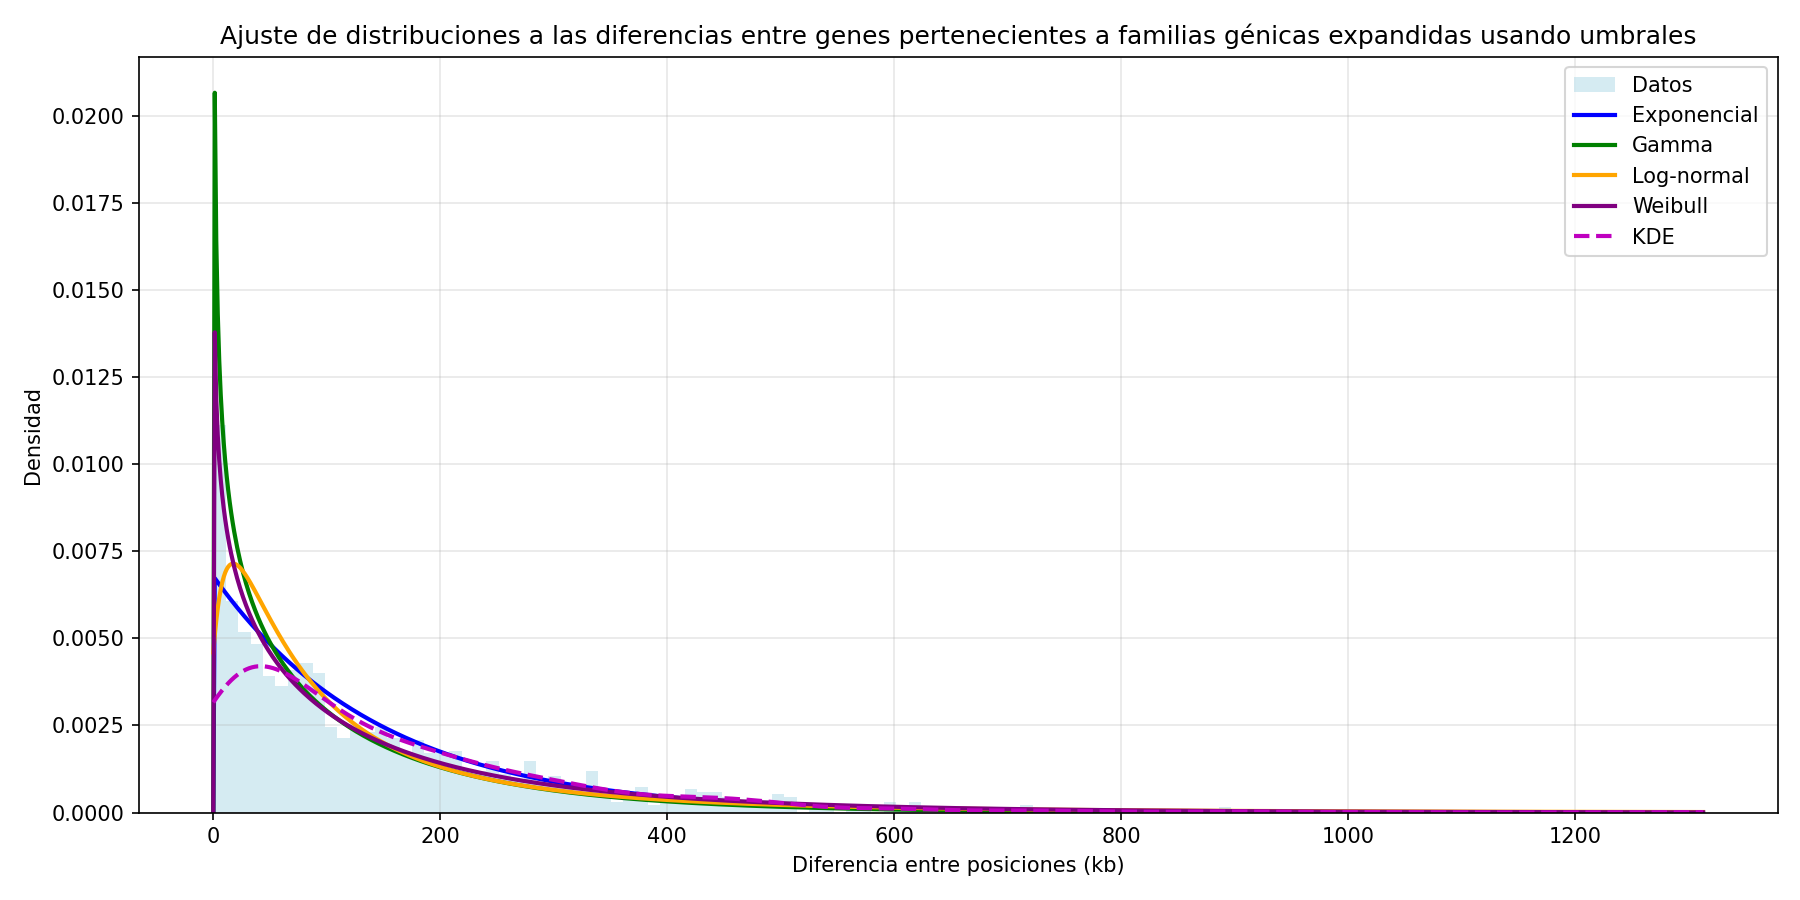 Ajuste de distribuciones a las diferencias entre genes pertenecientes a familias génicas expandidas usando umbrales
Datos
Exponencial
Gamma
Log-normal
Weibull
KDE
Densidad
0.0200
0.0175
0.0150
0.0125
0.0100
0.0075
0.0050
0.0025
0.0000
0
200
400
600
800
1000
1200
Diferencia entre posiciones (kb)